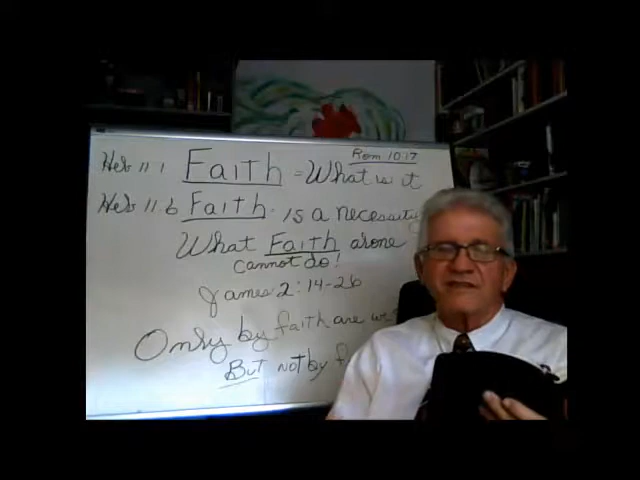 Heb 11 1 Faith = What is it
Rom 10:17
Heb 11 6 Faith. is a necessity
What Faith alone
cannot do!
James 2:14-26
Only by faith are we
But not by